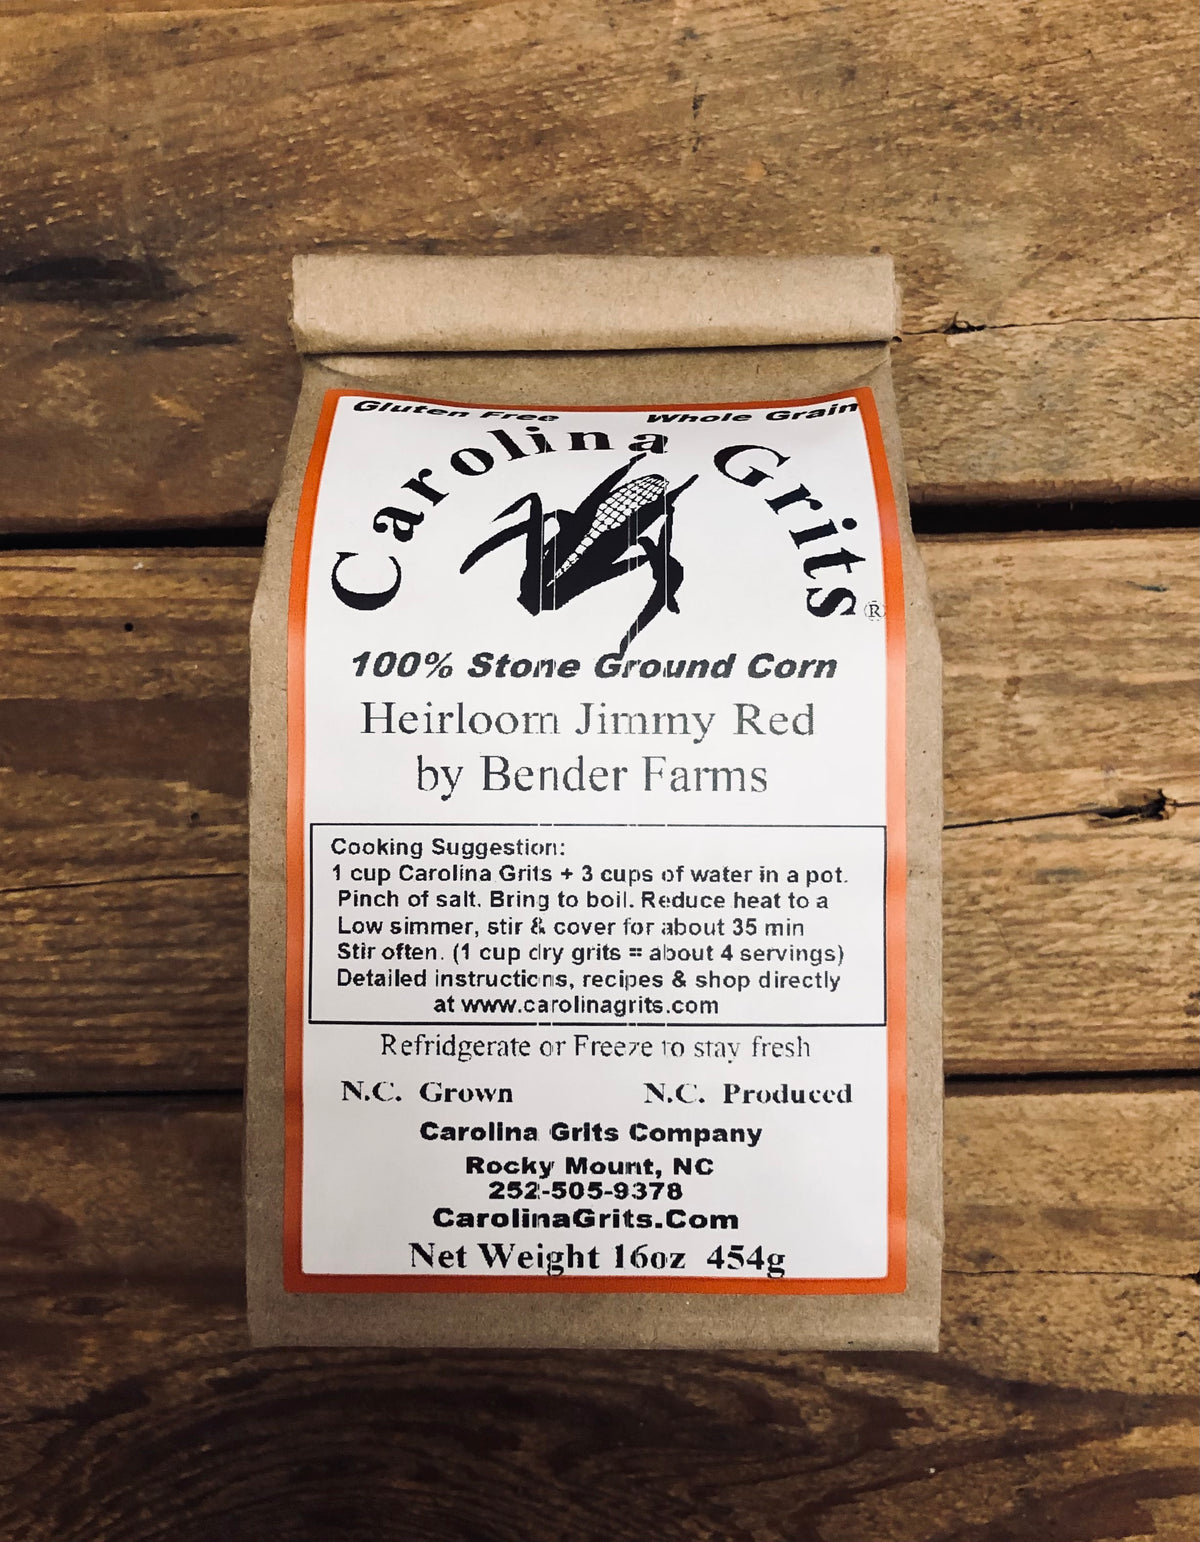 Gluten Free Whole Grain
Carolina Grits ®
100% Stone Ground Corn
Heirloom Jimmy Red
by Bender Farms
Cooking Suggestion:
1 cup Carolina Grits + 3 cups of water in a pot.
Pinch of salt. Bring to boil. Reduce heat to a
Low simmer, stir & cover for about 35 min
Stir often. (1 cup dry grits = about 4 servings)
Detailed instructions, recipes & shop directly
at www.carolinagrits.com
Refridgerate or Freeze to stay fresh
N.C. Grown N.C. Produced
Carolina Grits Company
Rocky Mount, NC
252-505-9378
CarolinaGrits.Com
Net Weight 16oz 454g